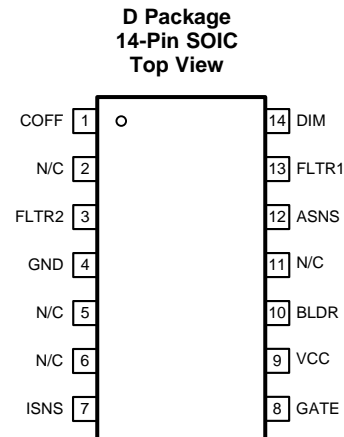 D Package
14-Pin SOIC
Top View
COFF 1 14 DIM
N/C 2 13 FLTR1
FLTR2 3 12 ASNS
GND 4 11 N/C
N/C 5 10 BLDR
N/C 6 9 VCC
ISNS 7 8 GATE